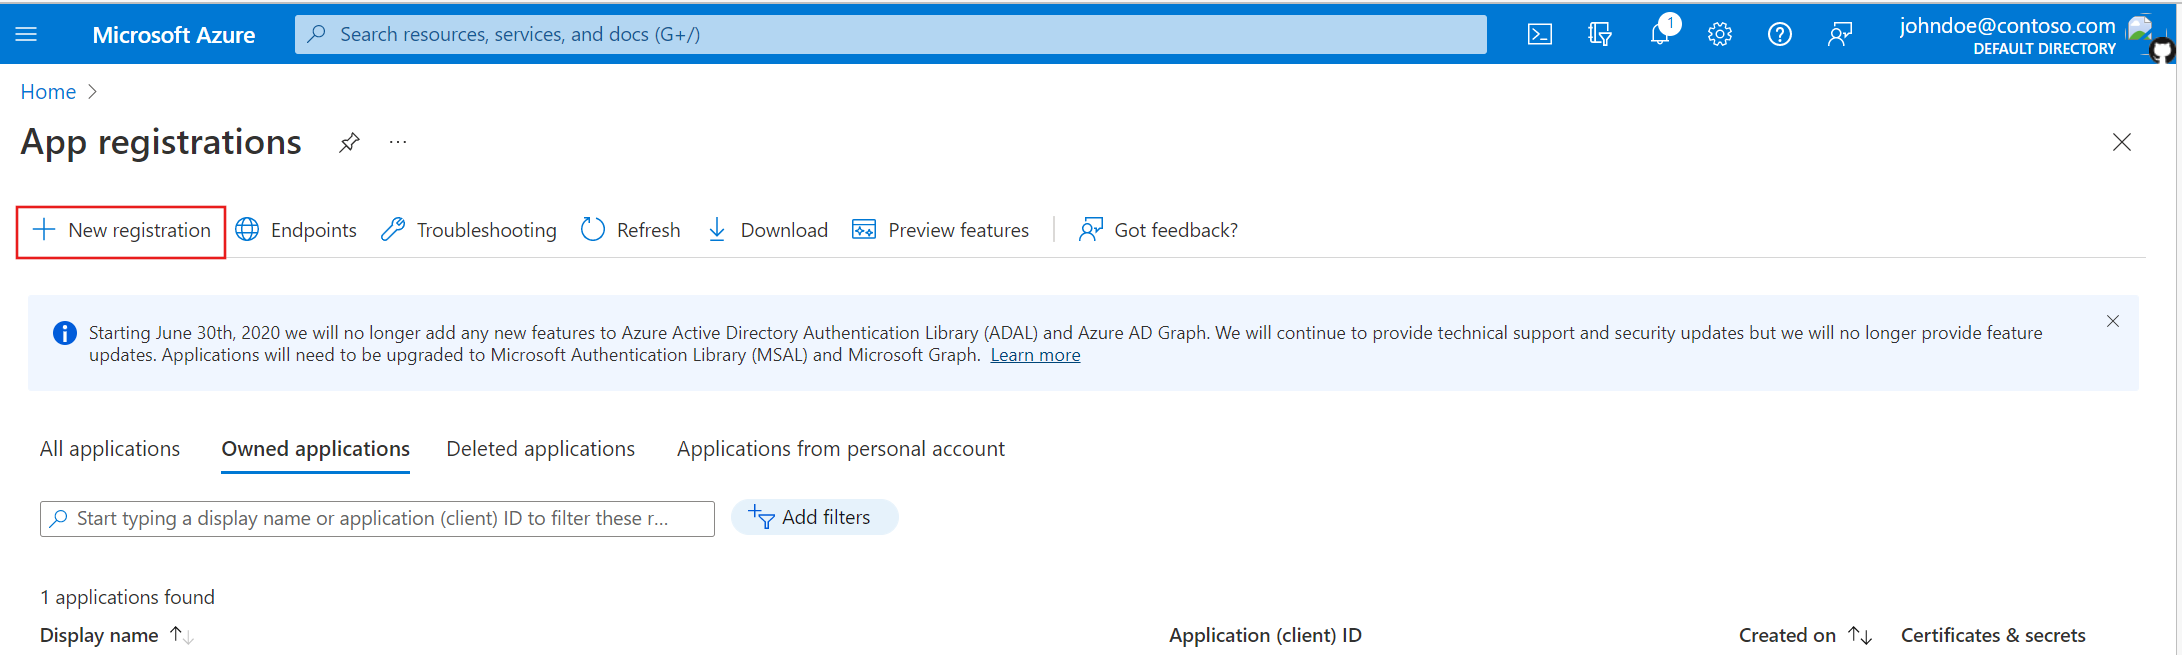 Microsoft Azure
Search resources, services, and docs (G+/)
1
johndoe@contoso.com
DEFAULT DIRECTORY
Home
App registrations
New registration
Endpoints
Troubleshooting
Refresh
Download
Preview features
Got feedback?
Starting June 30th, 2020 we will no longer add any new features to Azure Active Directory Authentication Library (ADAL) and Azure AD Graph. We will continue to provide technical support and security updates but we will no longer provide feature
updates. Applications will need to be upgraded to Microsoft Authentication Library (MSAL) and Microsoft Graph. Learn more
All applications
Owned applications
Deleted applications
Applications from personal account
Start typing a display name or application (client) ID to filter these r...
Add filters
1 applications found
Display name
Application (client) ID
Created on
Certificates & secrets